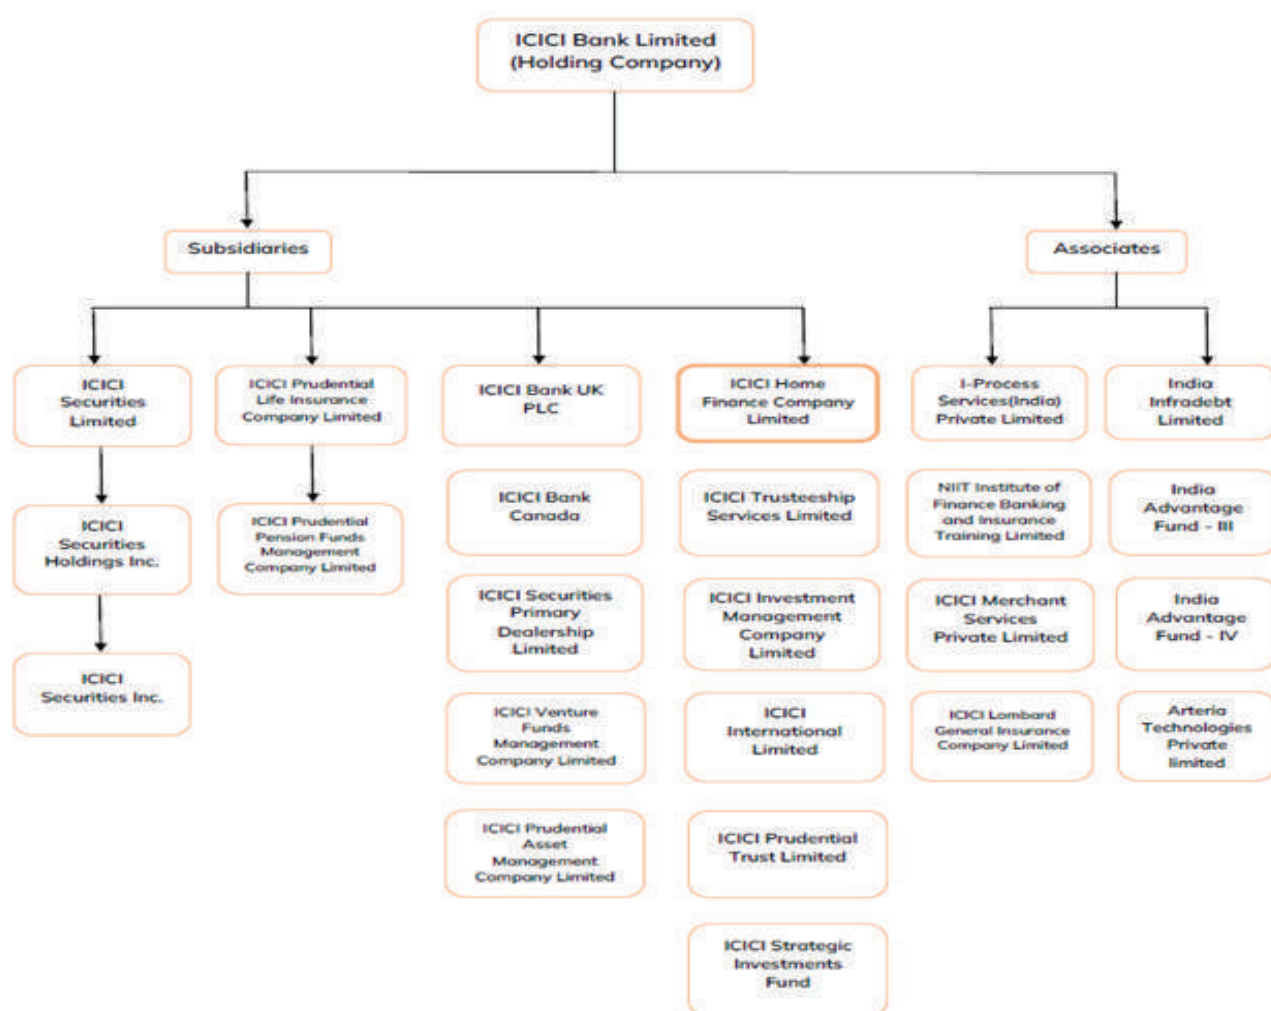 ICICI Bank Limited
(Holding Company)
Subsidiaries
Associates
ICICI
Securities
Limited
ICICI Prudential
Life Insurance
Company Limited
ICICI Bank UK
PLC
ICICI Home
Finance Company
Limited
I-Process
Services(India)
Private Limited
India
Infradebt
Limited
ICICI
Securities
Holdings Inc.
ICICI Prudential
Pension Funds
Management
Company Limited
ICICI Bank
Canada
ICICI Trusteeship
Services Limited
NIIT Institute of
Finance Banking
and Insurance
Training Limited
India
Advantage
Fund - III
ICICI Securities
Primary
Dealership
Limited
ICICI Investment
Management
Company
Limited
ICICI Merchant
Services
Private Limited
India
Advantage
Fund - IV
ICICI
Securities Inc.
ICICI Venture
Funds
Management
Company Limited
ICICI
International
Limited
ICICI Lombard
General Insurance
Company Limited
Arteria
Technologies
Private
limited
ICICI Prudential
Asset
Management
Company Limited
ICICI Prudential
Trust Limited
ICICI Strategic
Investments
Fund